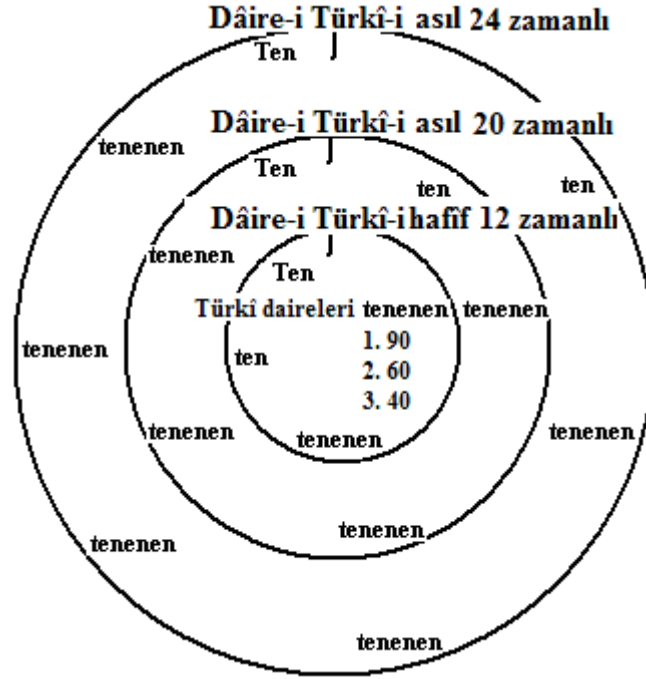 Dâire-i Türkî-i asıl 24 zamanlı
Ten
tenenen
ten
Dâire-i Türkî-i asıl 20 zamanlı
Ten
ten
tenenen
Dâire-i Türkî-i hafîf 12 zamanlı
Ten
Türkî daireleri
tenenen
tenenen
1. 90
2. 60
3. 40
tenenen
ten
tenenen
tenenen
tenenen
tenenen
tenenen
tenenen